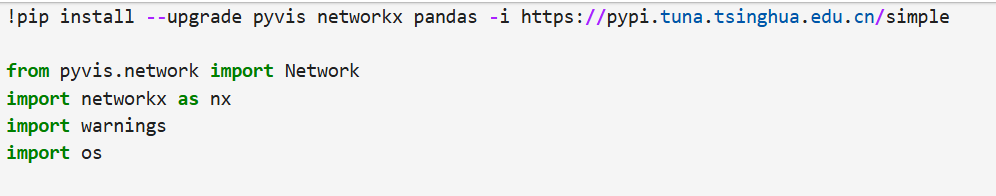 !pip install --upgrade pyvis networkx pandas -i https://pypi.tuna.tsinghua.edu.cn/simple
from pyvis.network import Network
import networkx as nx
import warnings
import os